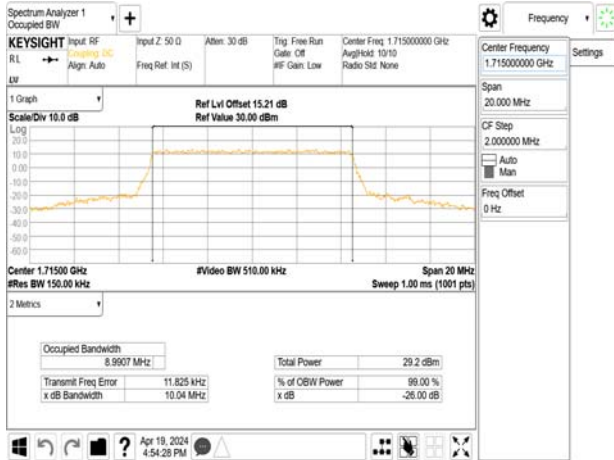 Spectrum Analyzer 1
Occupied BW
+
Frequency
KEYSIGHT
RL
Input: RF
Coupling: DC
Align: Auto
Input Z: 50 Ω
Freq Ref: Int (S)
Atten: 30 dB
Trig: Free Run
Gate: Off
#IF Gain: Low
Center Freq: 1.715000000 GHz
Avg|Hold: 10/10
Radio Std: None
Center Frequency
1.715000000 GHz
Settings
Span
20.000 MHz
CF Step
2.000000 MHz
Auto
Man
Freq Offset
0 Hz
1 Graph
Scale/Div 10.0 dB
Ref Lvl Offset 15.21 dB
Ref Value 30.00 dBm
Log
20.0
10.0
0.00
-10.0
-20.0
-30.0
-40.0
-50.0
-60.0
Center 1.71500 GHz
#Video BW 510.00 kHz
Span 20 MHz
#Res BW 150.00 kHz
Sweep 1.00 ms (1001 pts)
2 Metrics
Occupied Bandwidth
8.9907 MHz
Total Power 29.2 dBm
Transmit Freq Error 11.825 kHz
% of OBW Power 99.00 %
x dB Bandwidth 10.04 MHz
x dB -26.00 dB
?
Apr 19, 2024
4:54:28 PM